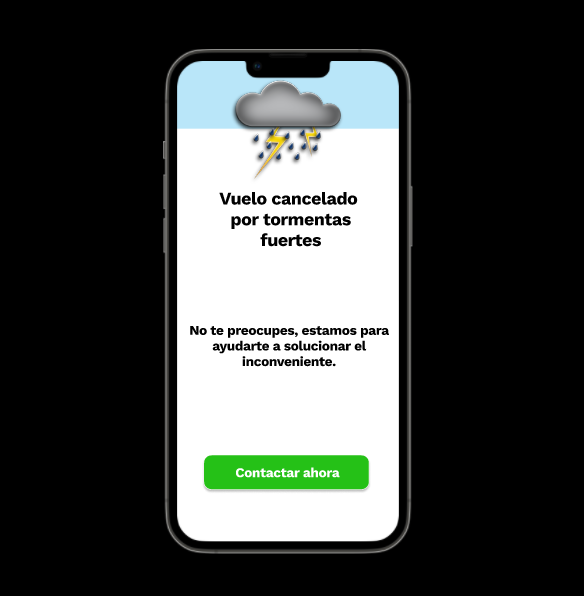 Vuelo cancelado
por tormentas
fuertes
No te preocupes, estamos para
ayudarte a solucionar el
inconveniente.
Contactar ahora